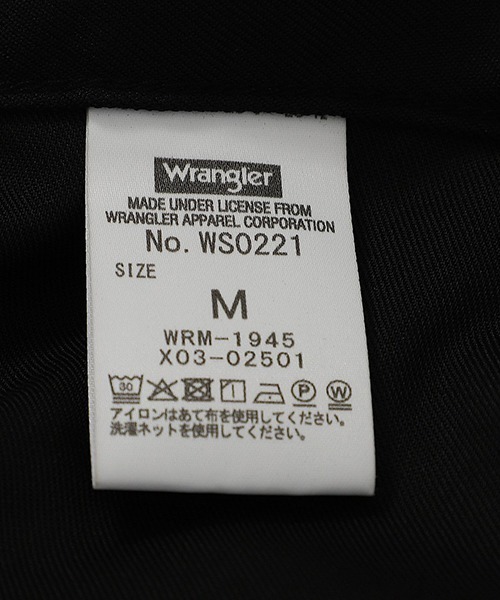 Wrangler
MADE UNDER LICENSE FROM
WRANGLER APPAREL CORPORATION
No. WS0221
SIZE
M
WRM-1945
X03-02501
30 P W
アイロンはあて布を使用してください。
洗濯ネットを使用してください。